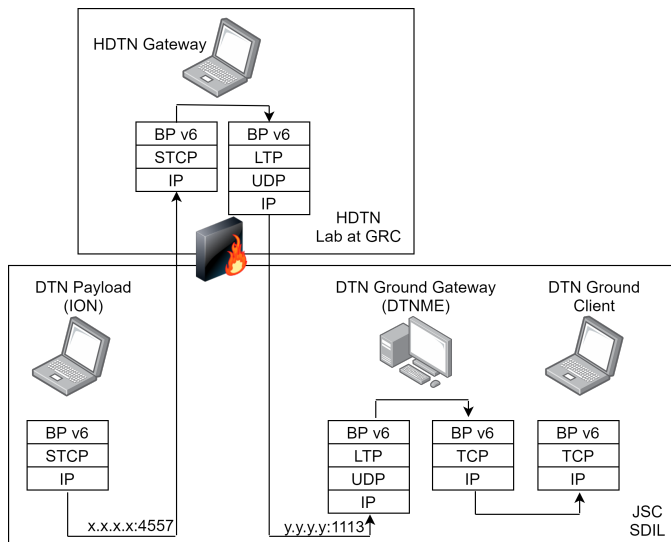 HDTN Gateway
BP v6
STCP
IP
BP v6
LTP
UDP
IP
HDTN
Lab at GRC
DTN Payload
(ION)
BP v6
STCP
IP
x.x.x.x:4557
DTN Ground Gateway
(DTNME)
BP v6
LTP
UDP
IP
y.y.y.y:1113
BP v6
TCP
IP
DTN Ground
Client
BP v6
TCP
IP
JSC
SDIL